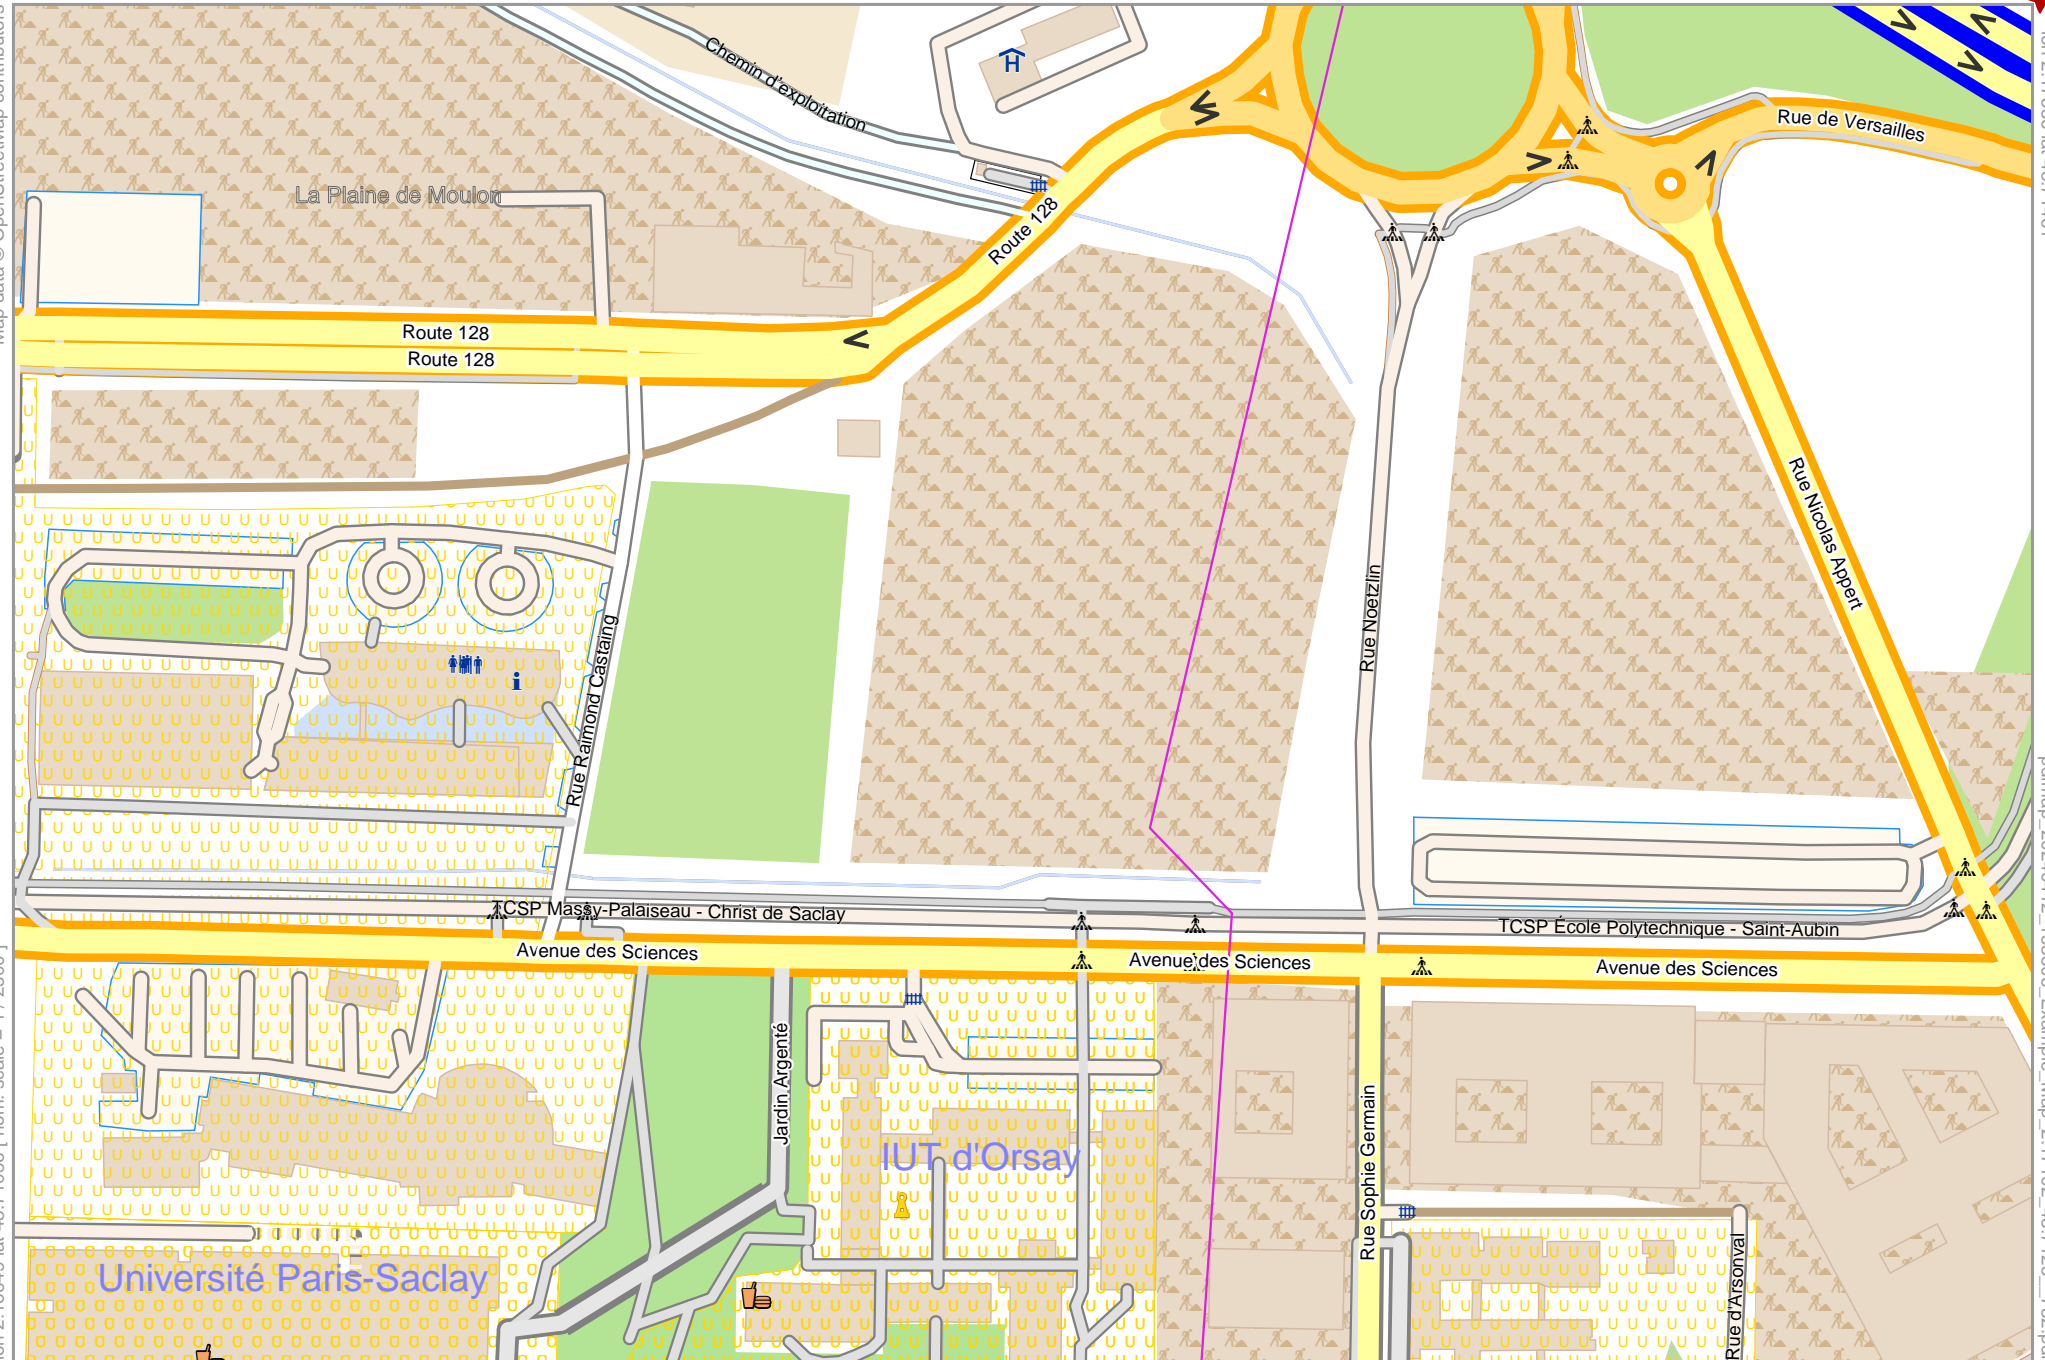 Chemin d'exploitation
H
Rue de Versailles
La Plaine de Moulon
Route 128
Route 128
Route 128
Rue Nicolas Appert
Rue Noetzlin
Rue Raimond Castaing
i
TCSP Massy-Palaiseau - Christ de Saclay
TCSP École Polytechnique - Saint-Aubin
Avenue des Sciences
Avenue des Sciences
Avenue des Sciences
Jardin Argenté
IUT d'Orsay
Rue Sophie Germain
Université Paris-Saclay
Rue d'Arsonval